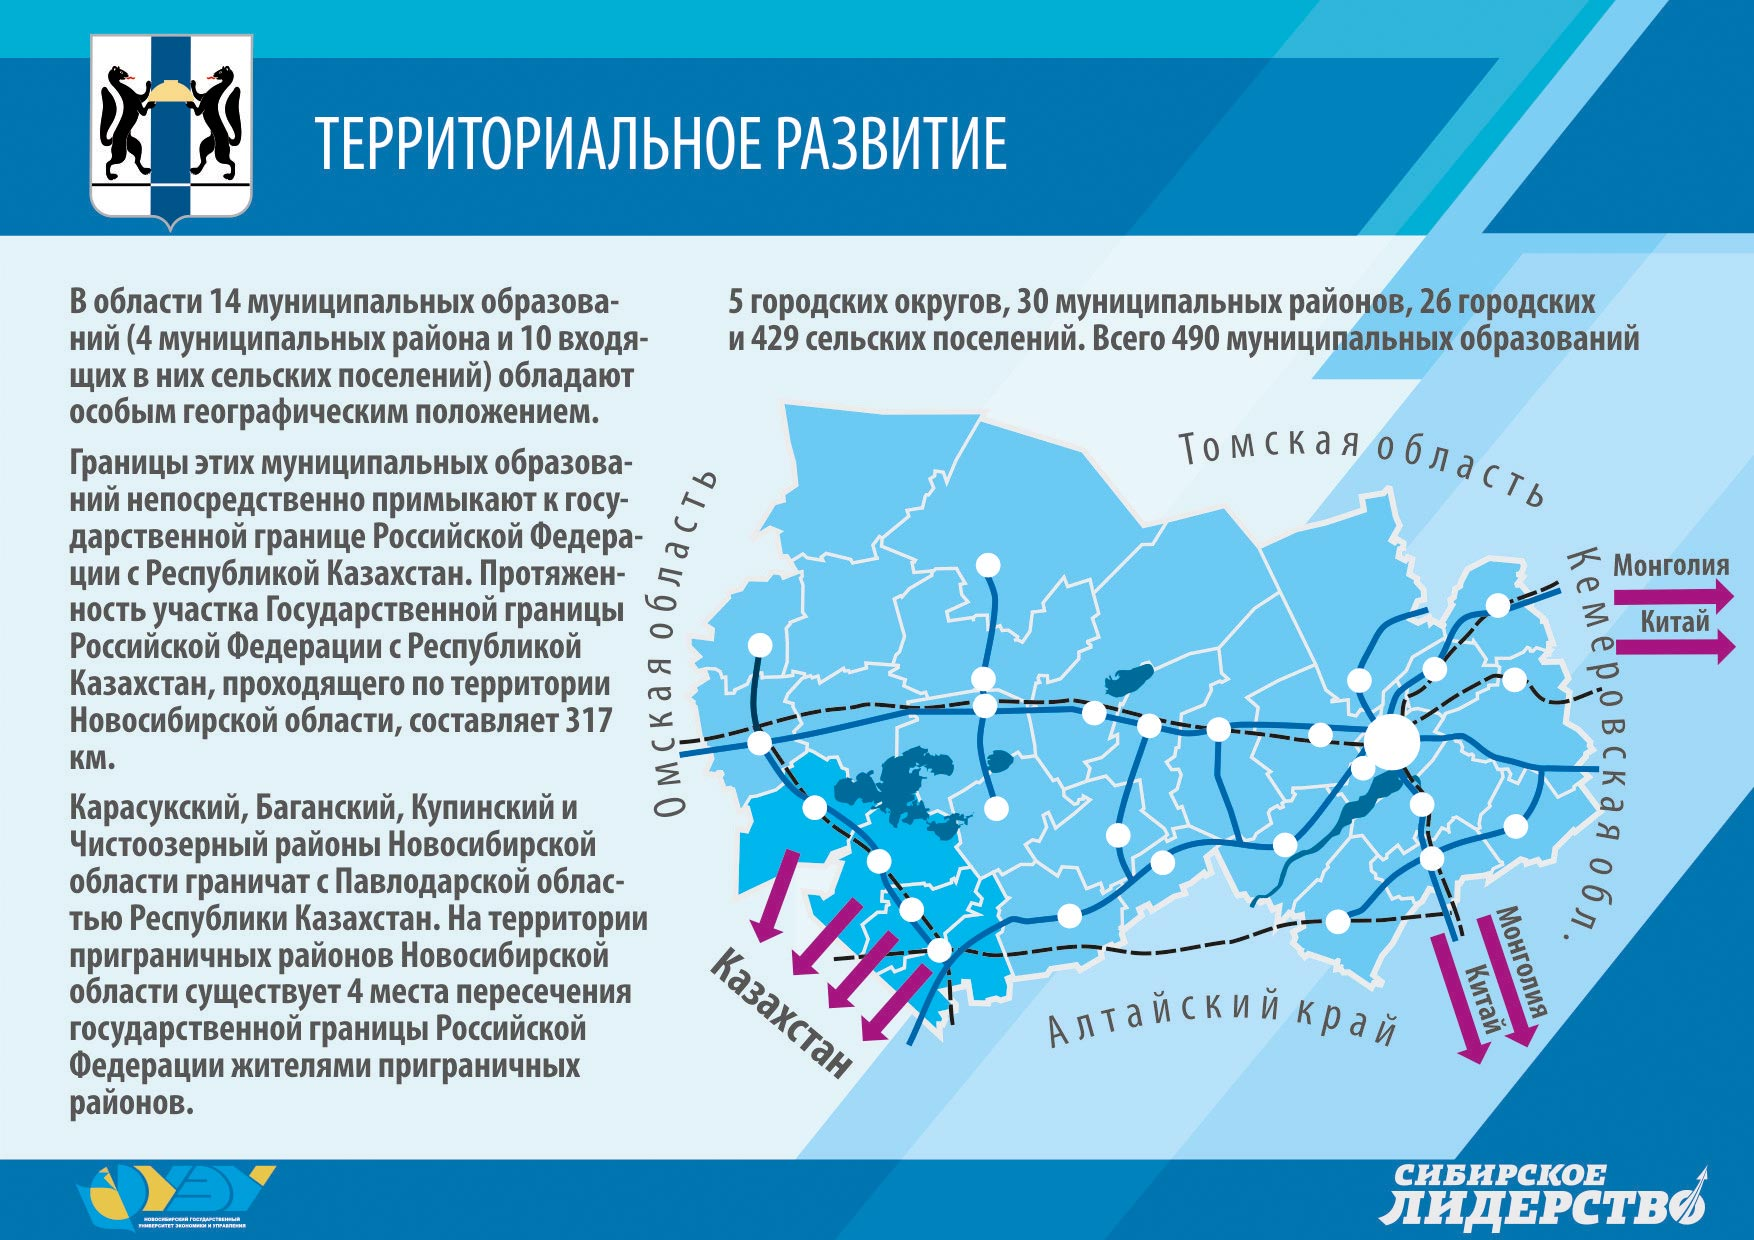 ТЕРРИТОРИАЛЬНОЕ РАЗВИТИЕ
В области 14 муниципальных образова-
ний (4 муниципальных района и 10 входя-
щих в них сельских поселений) обладают
особым географическим положением.
Границы этих муниципальных образова-
ний непосредственно примыкают к госу-
дарственной границе Российской Федера-
ции с Республикой Казахстан. Протяжен-
ность участка Государственной границы
Российской Федерации с Республикой
Казахстан, проходящего по территории
Новосибирской области, составляет 317
км.
Карасукский, Баганский, Купинский и
Чистоозерный районы Новосибирской
области граничат с Павлодарской облас-
тью Республики Казахстан. На территории
приграничных районов Новосибирской
области существует 4 места пересечения
государственной границы Российской
Федерации жителями приграничных
районов.
5 городских округов, 30 муниципальных районов, 26 городских
и 429 сельских поселений. Всего 490 муниципальных образований
Омская область
Томская область
Кемеровская обл.
Монголия
Китай
Казахстан
Алтайский край
Китай
Монголия
НОВОСИБИРСКИЙ ГОСУДАРСТВЕННЫЙ
УНИВЕРСИТЕТ ЭКОНОМИКИ И УПРАВЛЕНИЯ
СИБИРСКОЕ
ЛИДЕРСТВО